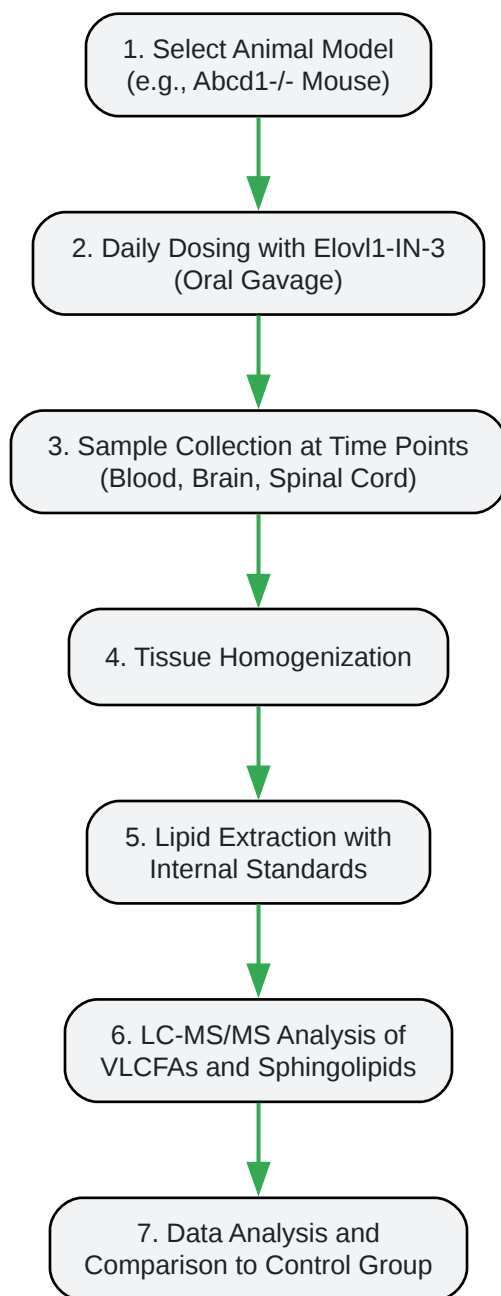 1. Select Animal Model
(e.g., Abcd1-/- Mouse)
2. Daily Dosing with Elovl1-IN-3
(Oral Gavage)
3. Sample Collection at Time Points
(Blood, Brain, Spinal Cord)
4. Tissue Homogenization
5. Lipid Extraction with
Internal Standards
6. LC-MS/MS Analysis of
VLCFAs and Sphingolipids
7. Data Analysis and
Comparison to Control Group